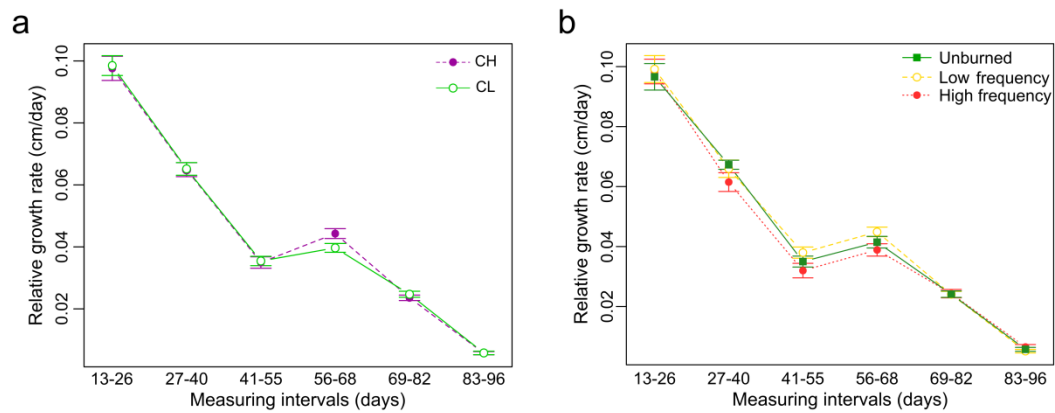 a
CH
CL
Relative growth rate (cm/day)
0.10
0.08
0.06
0.04
0.02
13-26 27-40 41-55 56-68 69-82 83-96
Measuring intervals (days)
b
Unburned
Low frequency
High frequency
Relative growth rate (cm/day)
0.10
0.08
0.06
0.04
0.02
13-26 27-40 41-55 56-68 69-82 83-96
Measuring intervals (days)